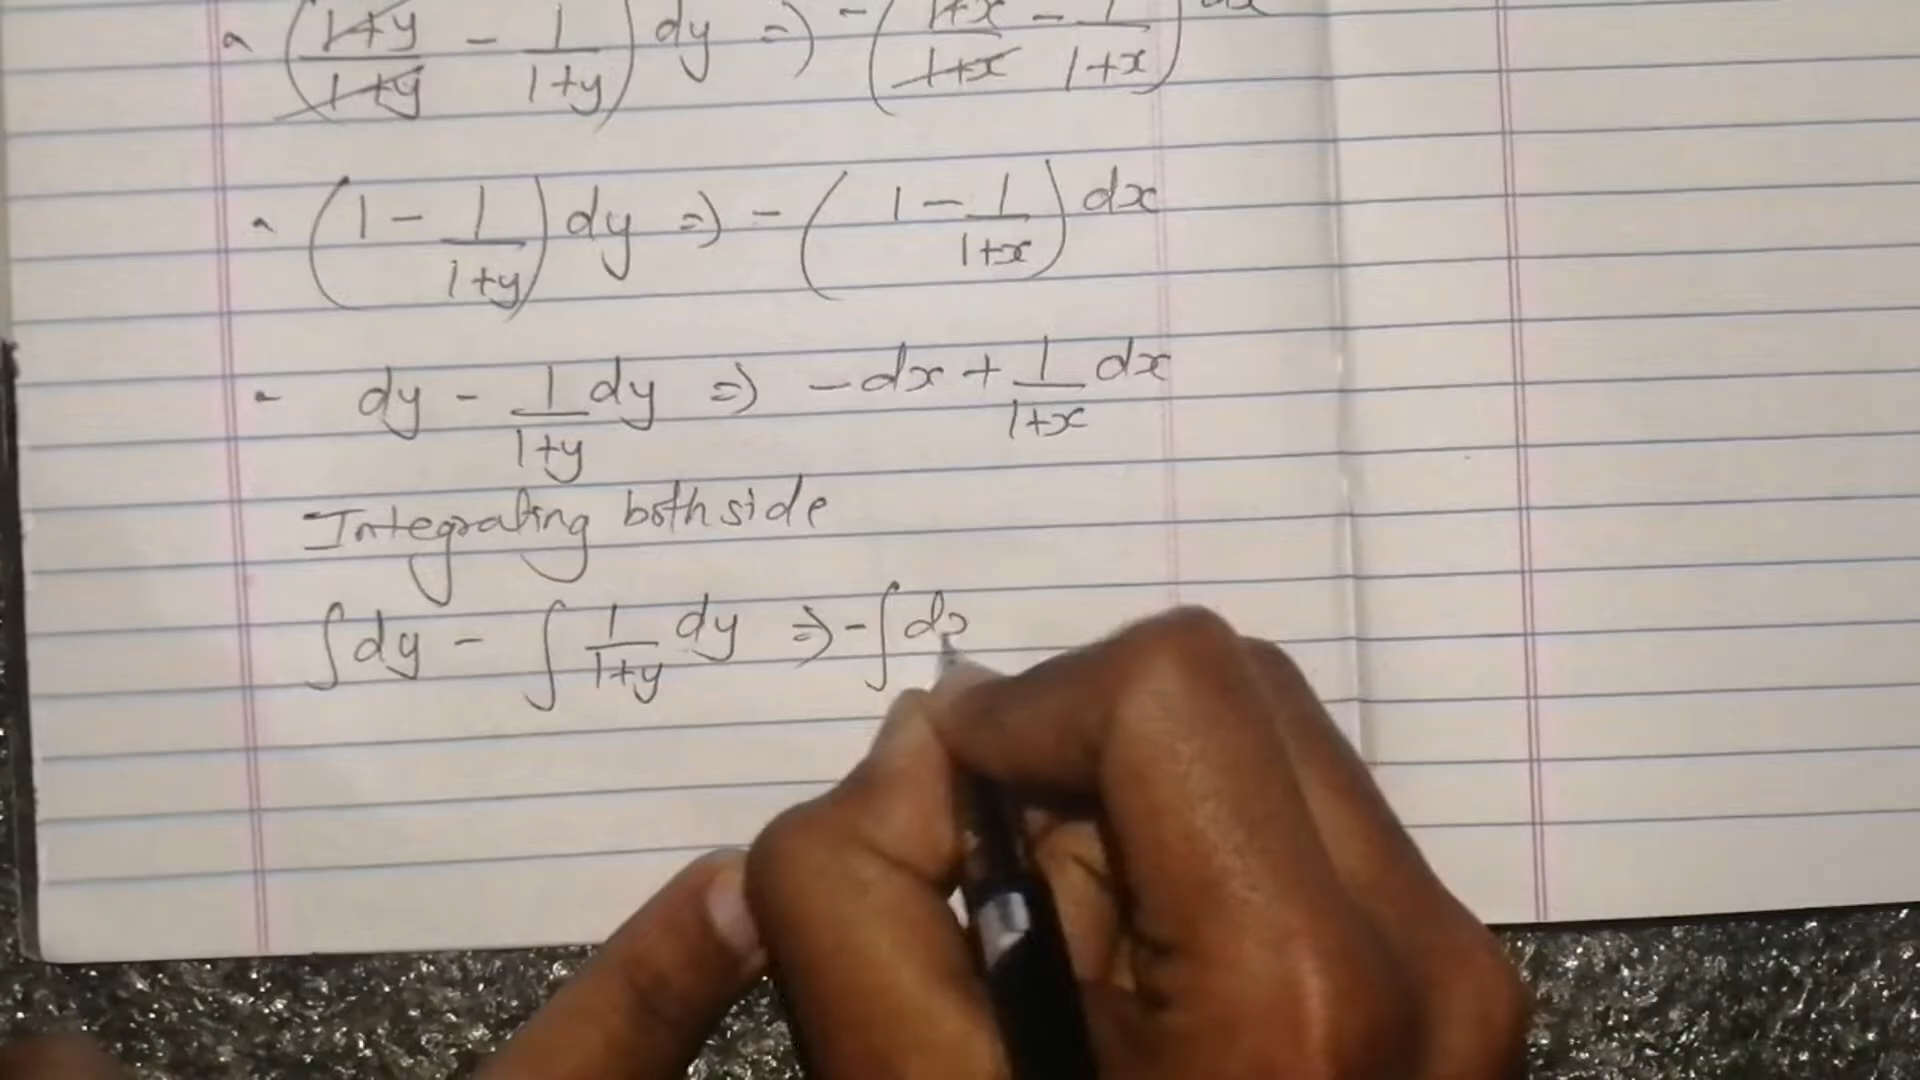 (1+y/1+y - 1/1+y) dy => -(1+x/1+x - 1/1+x) dx
(1 - 1/1+y) dy => -(1 - 1/1+x) dx
- dy - 1/1+y dy => -dx + 1/1+x dx
Integrating both side
∫dy - ∫ 1/1+y dy => -∫dx